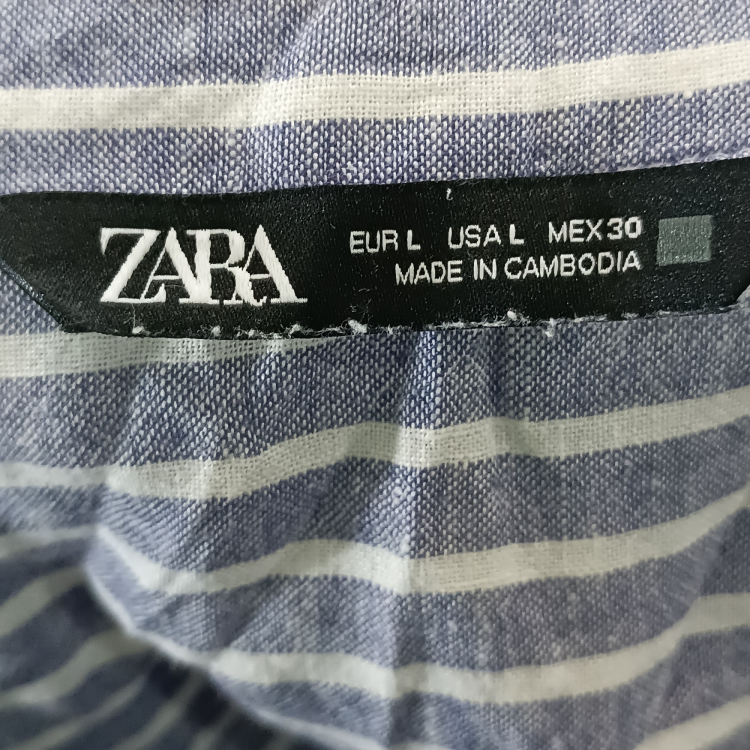 ZARA
EUR L USA L MEX 30
MADE IN CAMBODIA